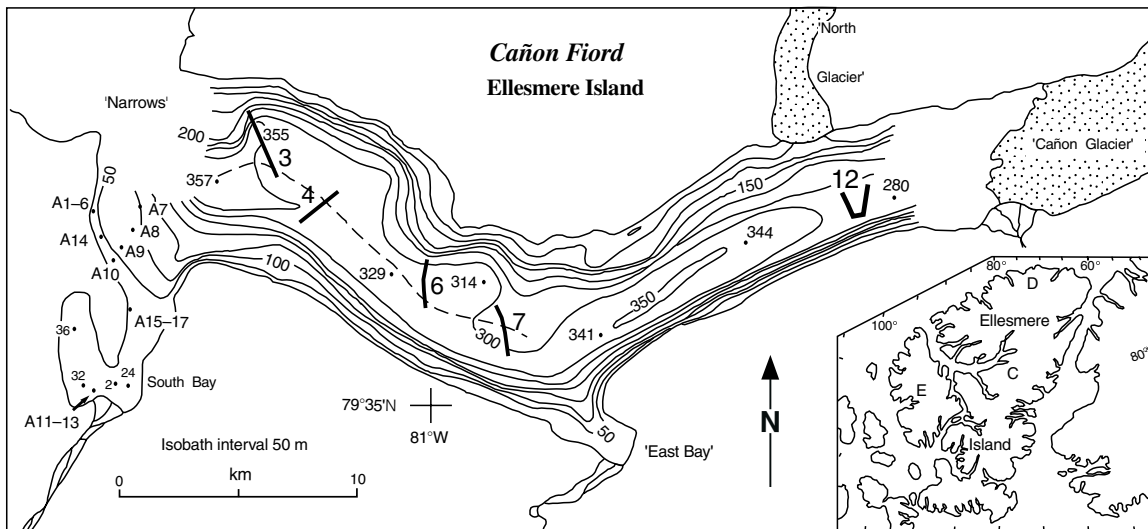 Cañon Fiord
Ellesmere Island
'North
Glacier'
'Cañon Glacier'
'Narrows'
200
355
3
357
4
50
A1–6
A7
A8
A14
A9
A10
100
329
6
314
7
300
341
350
344
150
12
280
A15–17
36
32
2
24
South Bay
A11–13
79°35'N
81°W
N
50
'East Bay'
Isobath interval 50 m
km
0
5
10
80°
60°
D
100°
Ellesmere
80°
C
E
Island